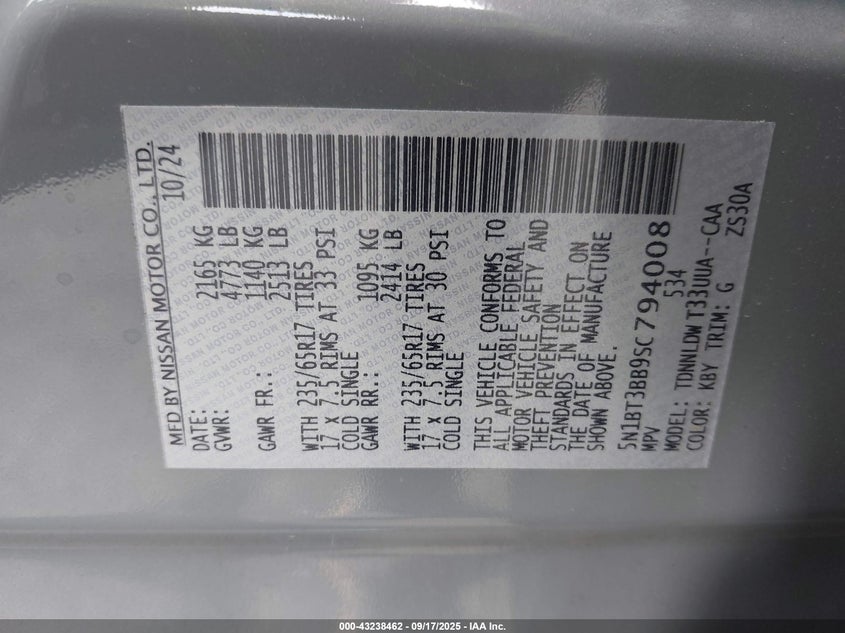 MFD BY NISSAN MOTOR CO., LTD.
DATE: 10/24
GVWR: 2165 KG
4773 LB
GAWR FR.: 1140 KG
2513 LB
WITH 235/65R17 TIRES
17 X 7.5 RIMS AT 33 PSI
COLD SINGLE
GAWR RR.: 1095 KG
2414 LB
WITH 235/65R17 TIRES
17 X 7.5 RIMS AT 30 PSI
COLD SINGLE
THIS VEHICLE CONFORMS TO
ALL APPLICABLE FEDERAL
MOTOR VEHICLE SAFETY AND
THEFT PREVENTION
STANDARDS IN EFFECT ON
THE DATE OF MANUFACTURE
SHOWN ABOVE.
5N1BT3BB9SC794008
MPV 534
MODEL: TDNNLDWT33UUA--CAA
COLOR: KBY TRIM: G ZS30A
000-43238462 - 09/17/2025 - IAA Inc.